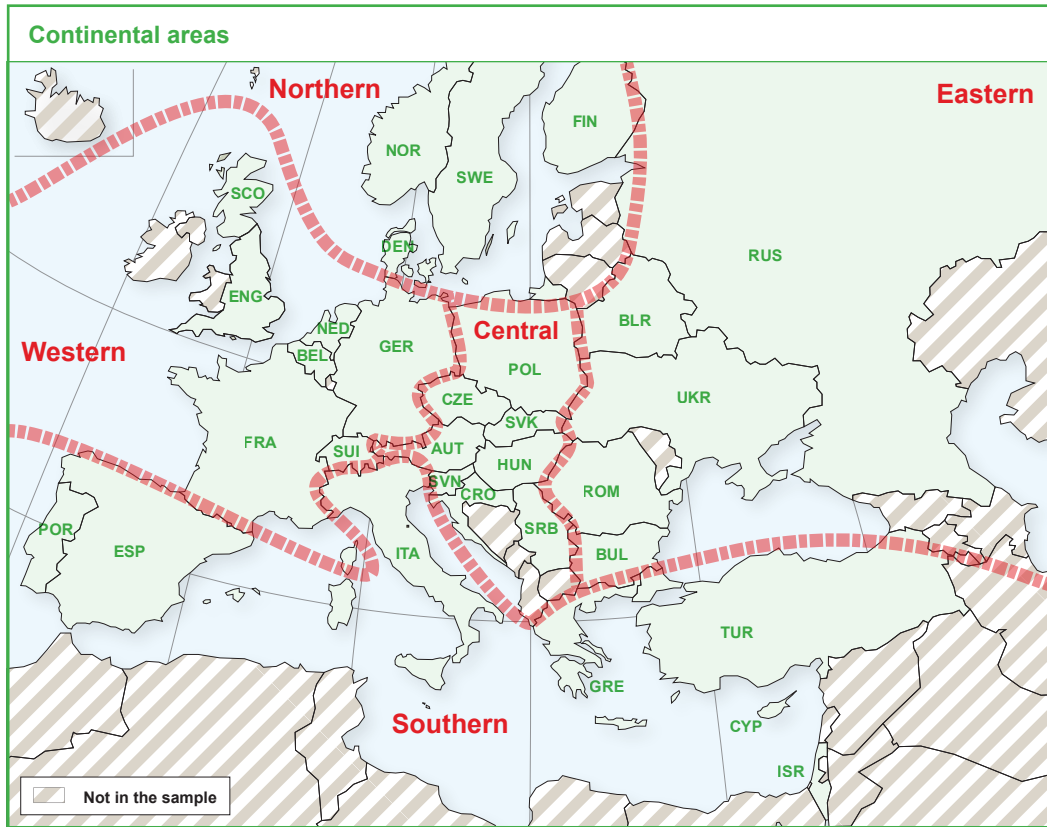 Continental areas
Northern
Eastern
FIN
NOR
SWE
SCO
DEN
RUS
ENG
NED
BLR
Central
Western
GER
BEL
POL
CZE
UKR
SVK
FRA
SUI
AUT
HUN
SVN
CRO
ROM
SRB
POR
ESP
ITA
BUL
TUR
GRE
Southern
CYP
ISR
Not in the sample